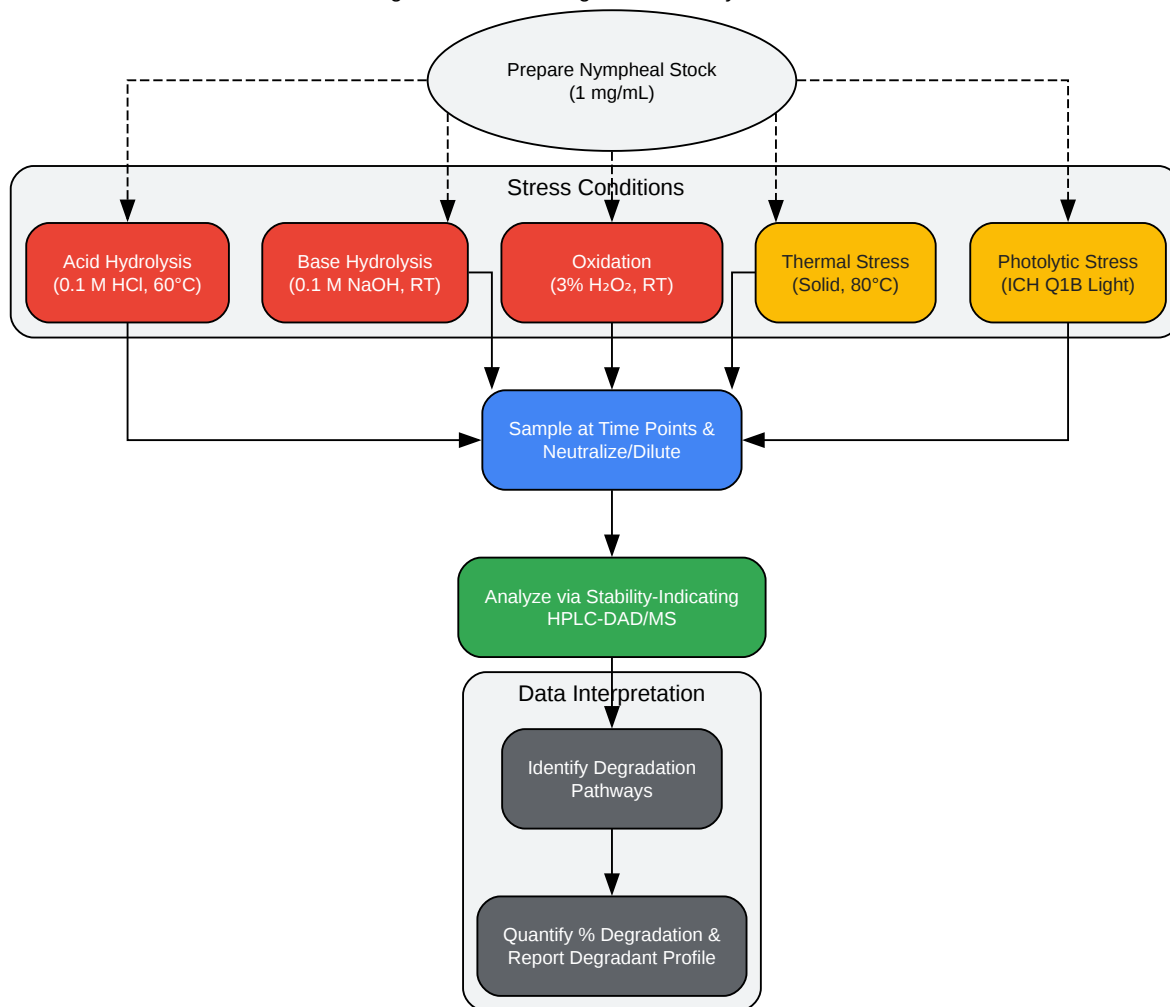 Prepare Nympheal Stock
(1 mg/mL)
Stress Conditions
Acid Hydrolysis
(0.1 M HCl, 60°C)
Base Hydrolysis
(0.1 M NaOH, RT)
Oxidation
(3% H₂O₂, RT)
Thermal Stress
(Solid, 80°C)
Photolytic Stress
(ICH Q1B Light)
Sample at Time Points &
Neutralize/Dilute
Analyze via Stability-Indicating
HPLC-DAD/MS
Data Interpretation
Identify Degradation
Pathways
Quantify % Degradation &
Report Degradant Profile